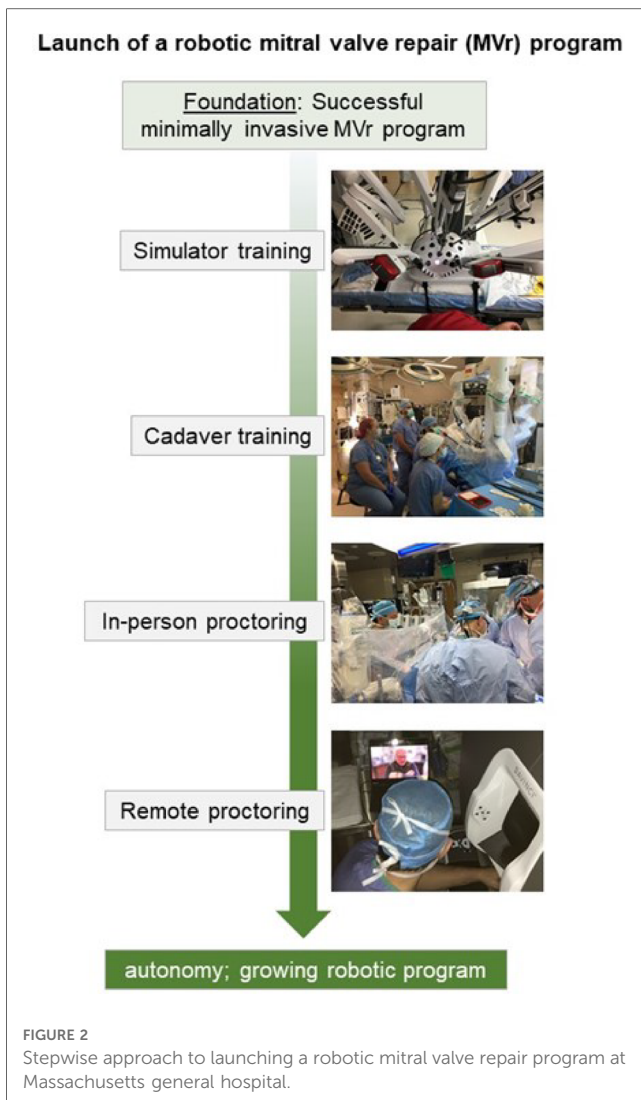 Launch of a robotic mitral valve repair (MVr) program
Foundation: Successful
minimally invasive MVr program
Simulator training
Cadaver training
In-person proctoring
Remote proctoring
autonomy; growing robotic program
FIGURE 2
Stepwise approach to launching a robotic mitral valve repair program at
Massachusetts general hospital.